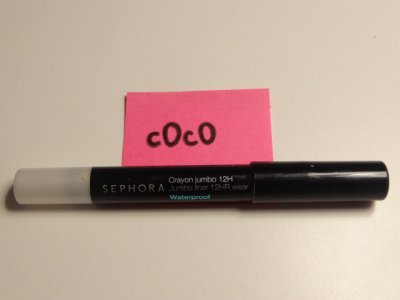 cOcO
SEPHORA
Crayon jumbo 12H
Jumbo liner 12HR wear
Waterproof